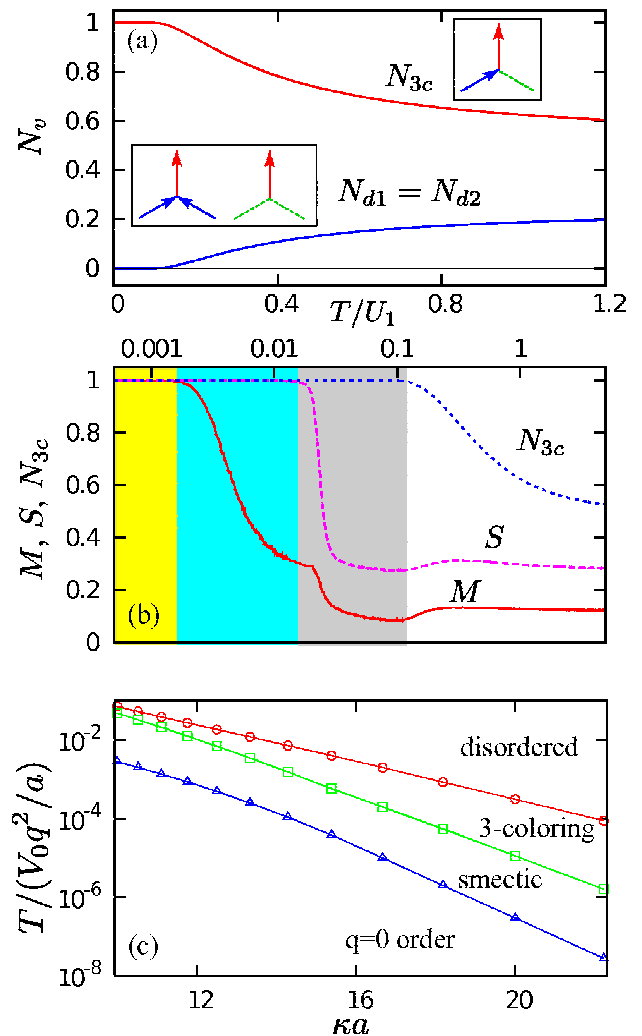 1
0.8
0.6
0.4
0.2
0
N_v
(a)
N_{3c}
N_{d1} = N_{d2}
0 0.4 0.8 1.2
T/U_1
0.001 0.01 0.1 1
1
0.8
0.6
0.4
0.2
0
M, S, N_{3c}
N_{3c}
S
M
(b)
10^{-2}
10^{-4}
10^{-6}
10^{-8}
T/(V_0q^2/a)
disordered
3-coloring
smectic
q=0 order
(c)
12 16 20
κa